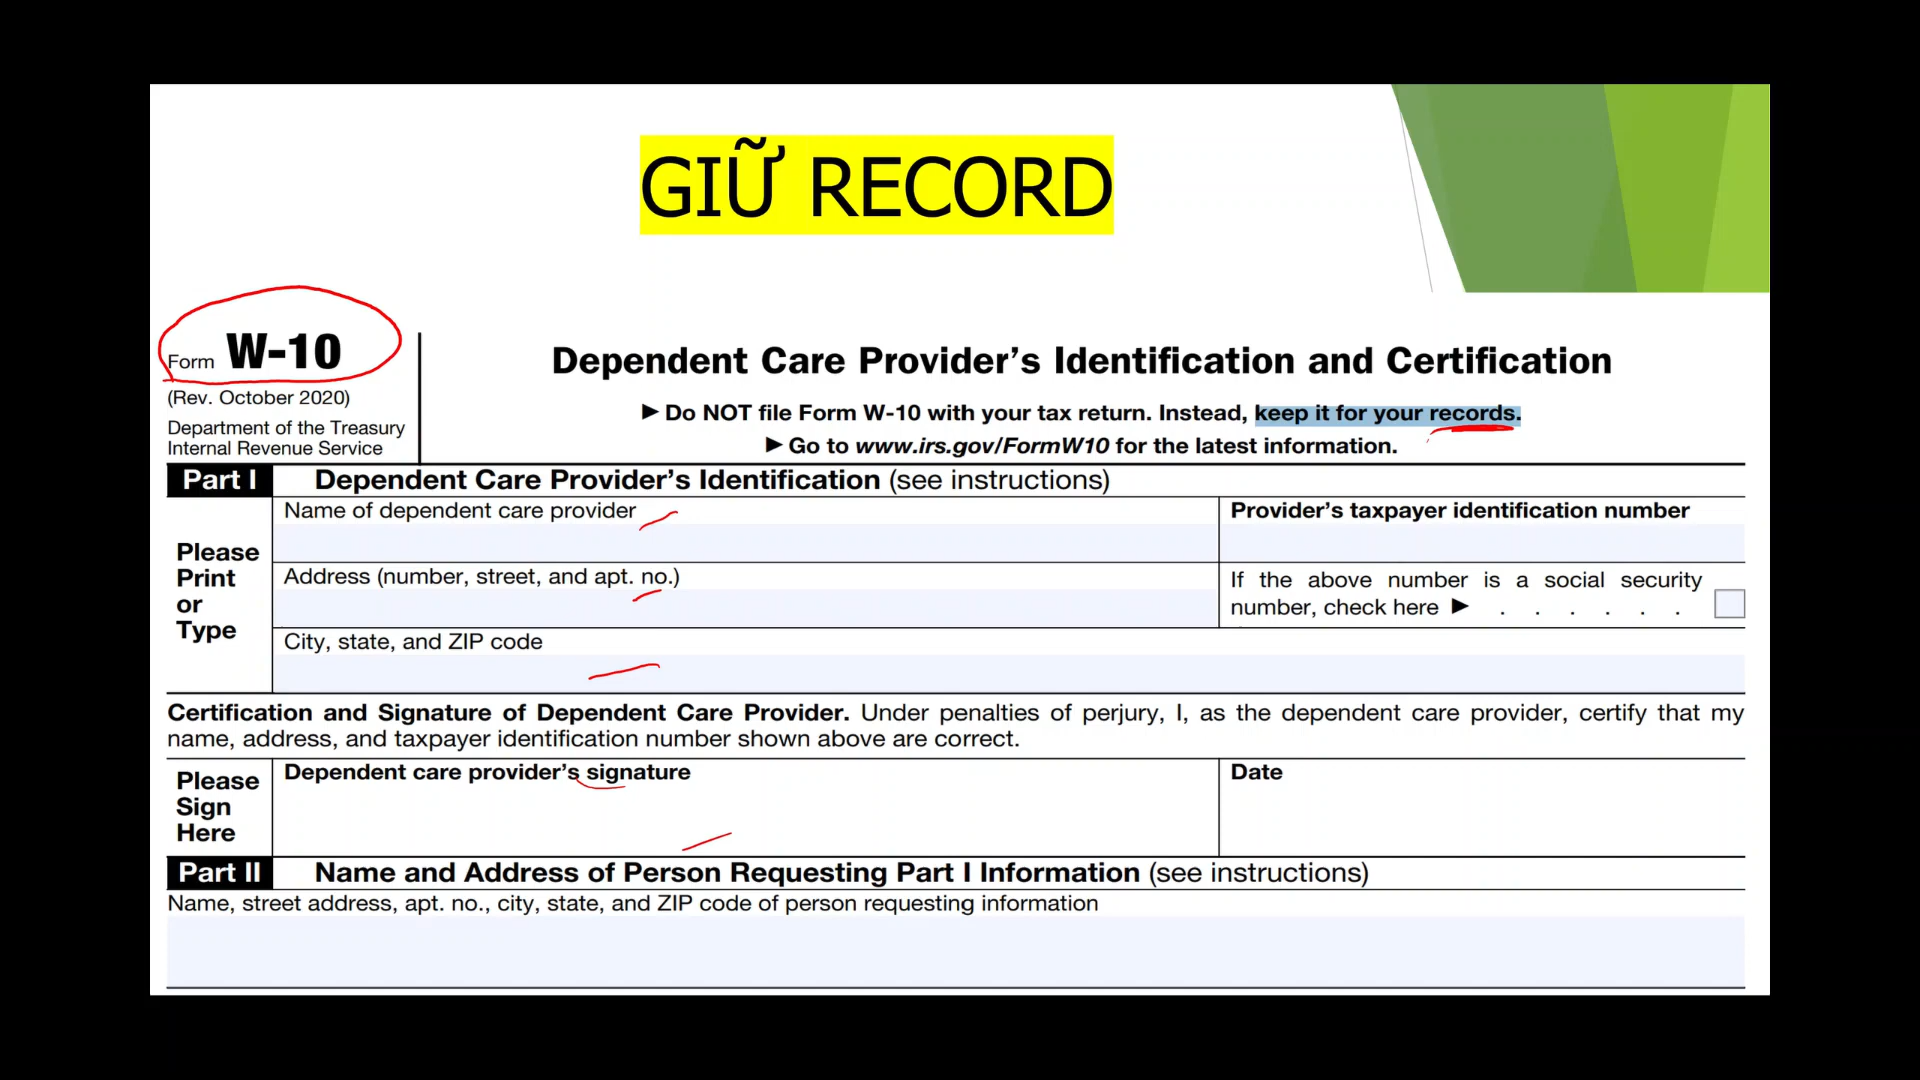 GIỮ RECORD
Form W-10
(Rev. October 2020)
Department of the Treasury
Internal Revenue Service
Dependent Care Provider’s Identification and Certification
▶ Do NOT file Form W-10 with your tax return. Instead, keep it for your records.
▶ Go to www.irs.gov/FormW10 for the latest information.
Part I Dependent Care Provider’s Identification (see instructions)
Please
Print
or
Type
Name of dependent care provider
Provider’s taxpayer identification number
Address (number, street, and apt. no.)
If the above number is a social security
number, check here ▶ . . . . . .
City, state, and ZIP code
Certification and Signature of Dependent Care Provider. Under penalties of perjury, I, as the dependent care provider, certify that my
name, address, and taxpayer identification number shown above are correct.
Please
Sign
Here
Dependent care provider’s signature
Date
Part II Name and Address of Person Requesting Part I Information (see instructions)
Name, street address, apt. no., city, state, and ZIP code of person requesting information